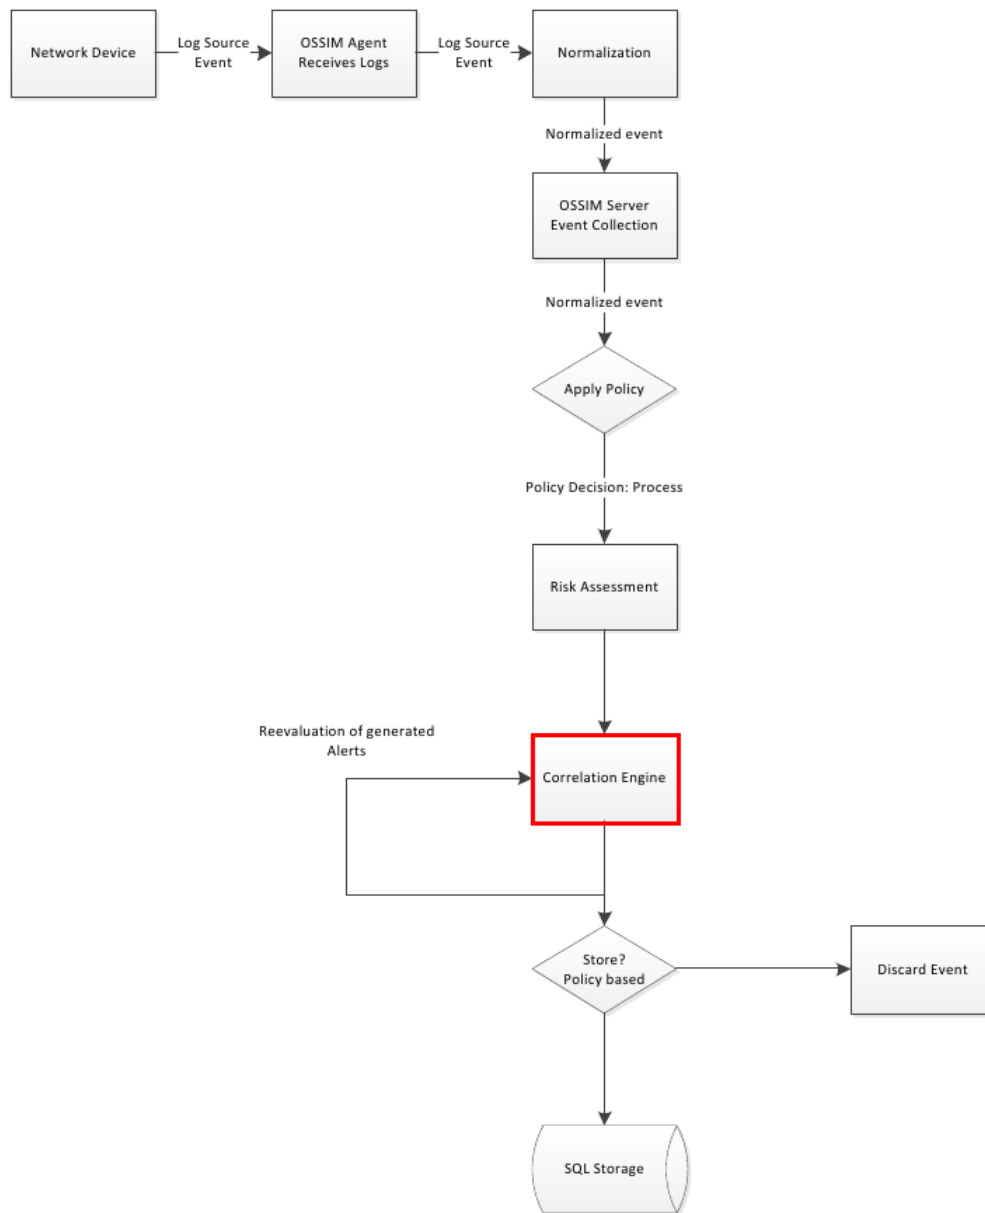 Network Device
Log Source
Event
OSSIM Agent
Receives Logs
Log Source
Event
Normalization
Normalized event
OSSIM Server
Event Collection
Normalized event
Apply Policy
Policy Decision: Process
Risk Assessment
Reevaluation of generated
Alerts
Correlation Engine
Store?
Policy based
Discard Event
SQL Storage